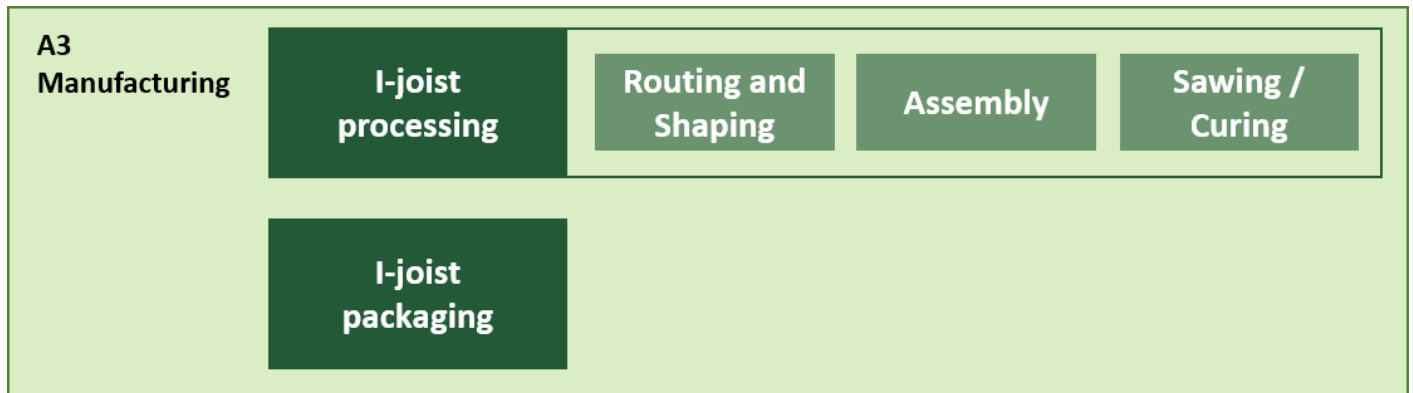 A3
Manufacturing
I-joist
processing
Routing and
Shaping
Assembly
Sawing /
Curing
I-joist
packaging